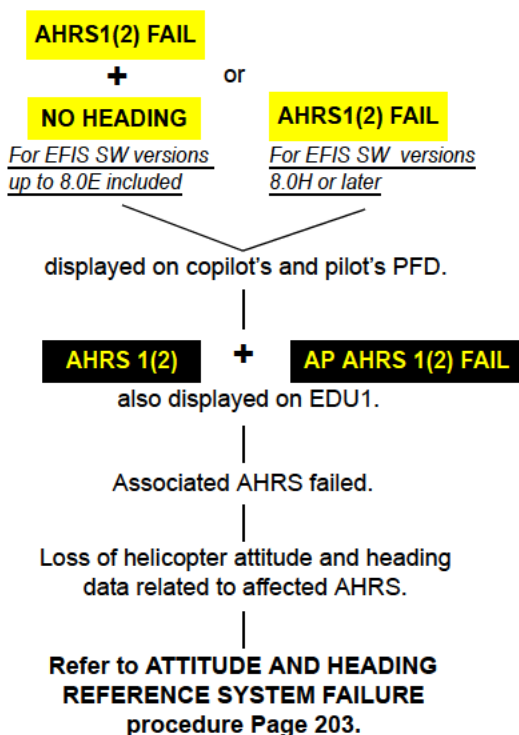 AHRS1(2) FAIL
+
or
NO HEADING
AHRS1(2) FAIL
For EFIS SW versions
up to 8.0E included
For EFIS SW versions
8.0H or later
displayed on copilot's and pilot's PFD.
AHRS 1(2) + AP AHRS 1(2) FAIL
also displayed on EDU1.
Associated AHRS failed.
Loss of helicopter attitude and heading
data related to affected AHRS.
Refer to ATTITUDE AND HEADING
REFERENCE SYSTEM FAILURE
procedure Page 203.